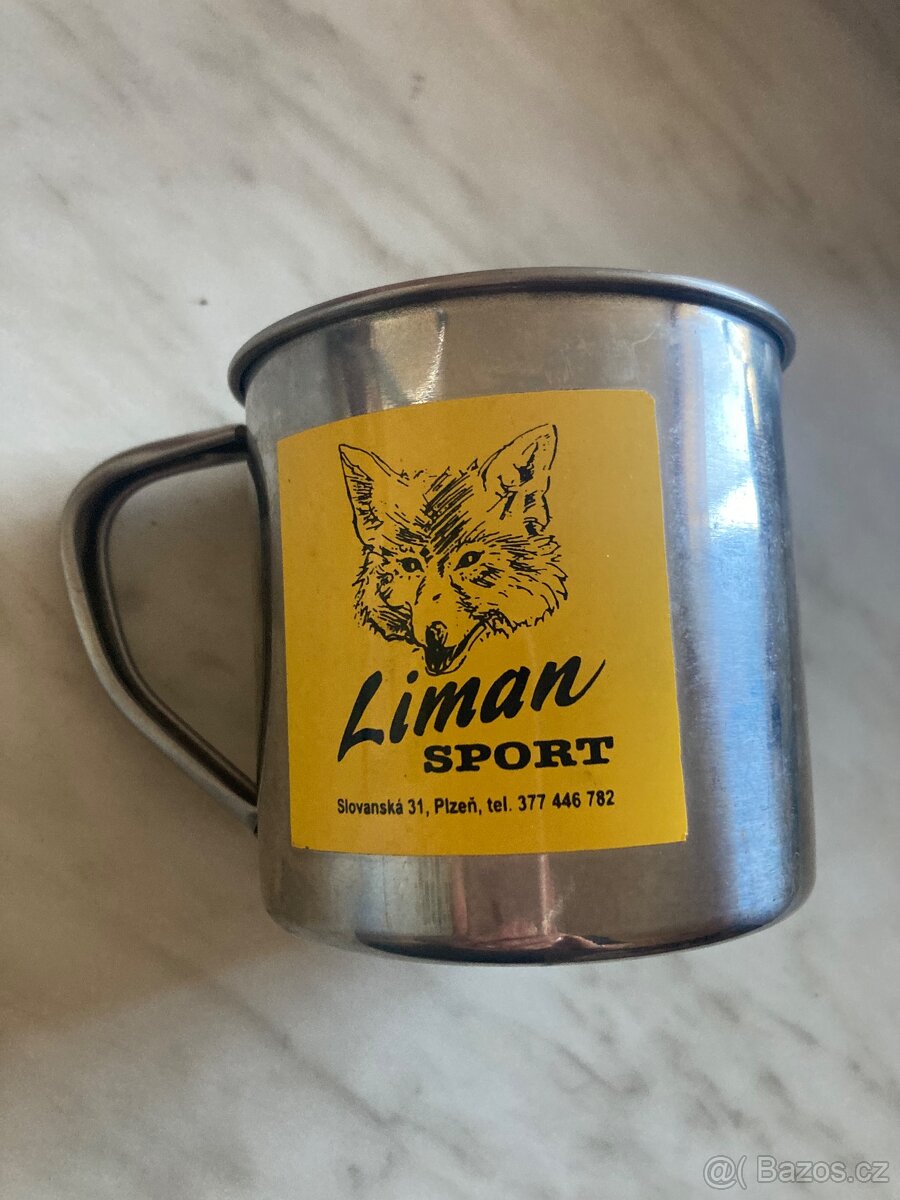 Liman
SPORT
Slovanská 31, Plzeň, tel. 377 446 782
@( Bazos.cz